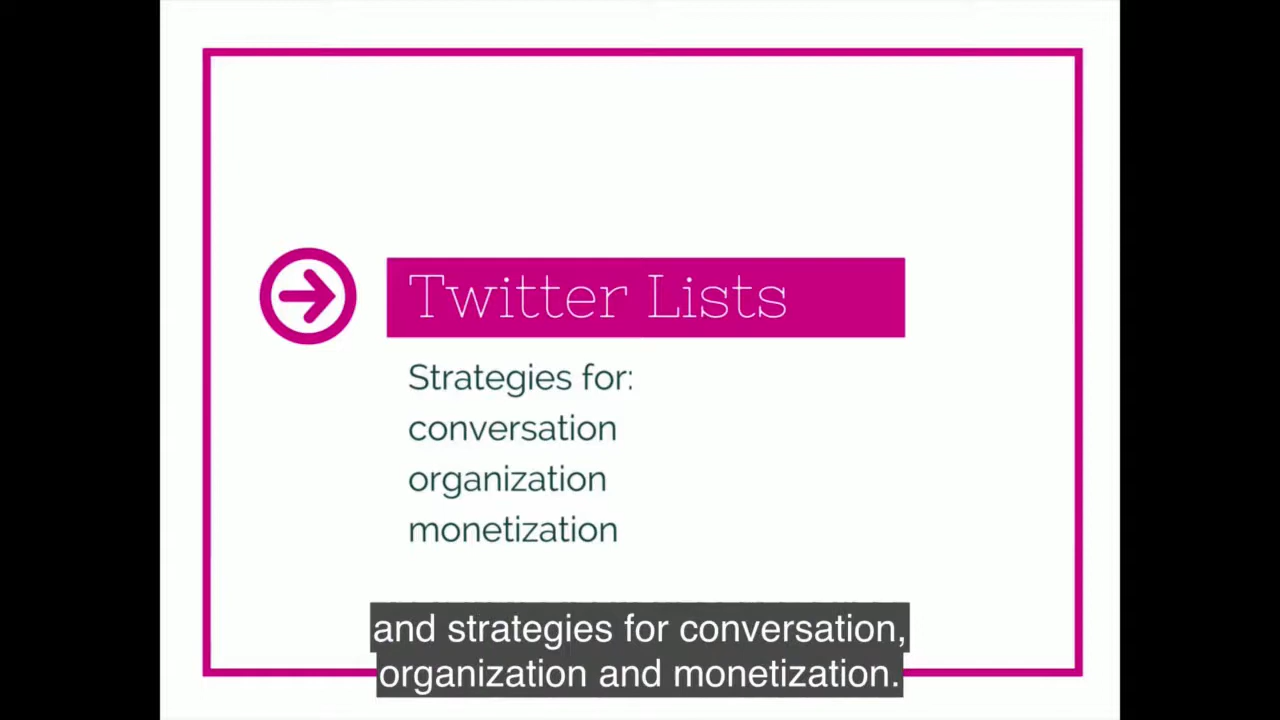 Twitter Lists
Strategies for:
conversation
organization
monetization
and strategies for conversation,
organization and monetization.